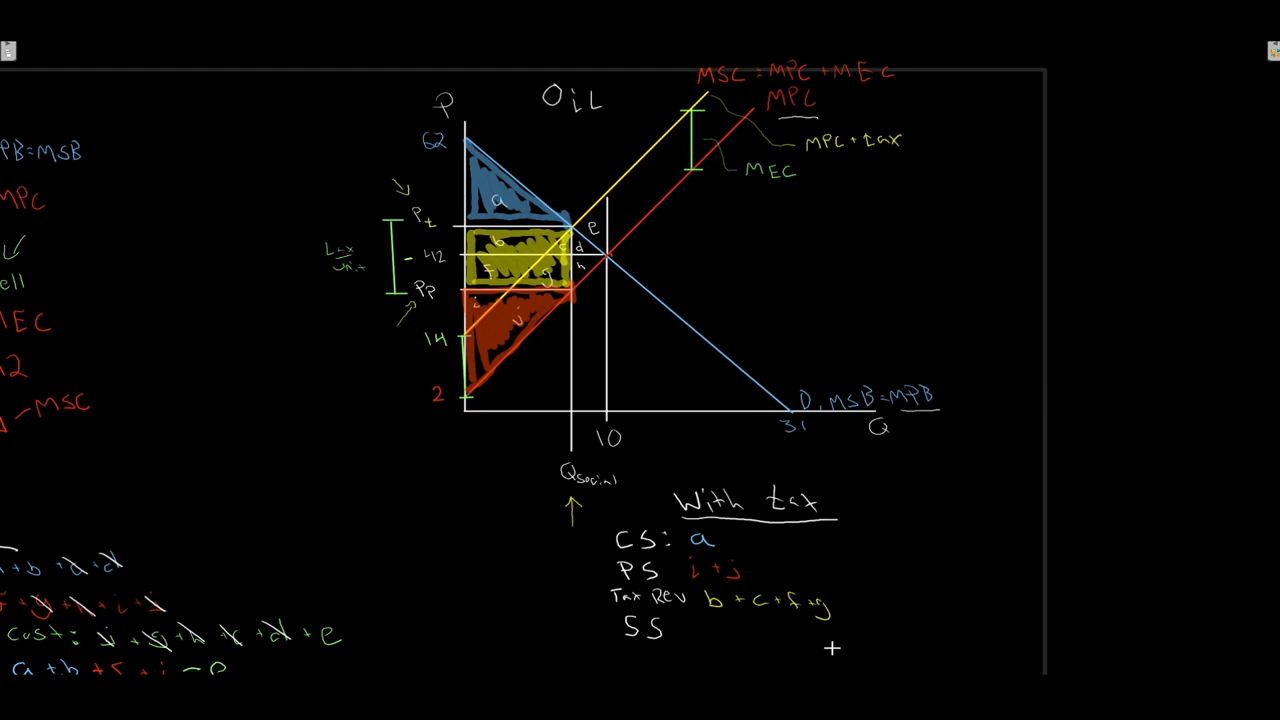 OiL
P
MSC = MPC + MEC
MPC
MPC + tax
MEC
62
PB = MSB
a
MPC
Pt
e
b
c
d
42
f
g
h
ell
Pp
i
j
MEC
14
2
MSC
D, MSB = MPB
31
Q
10
Qsocial
With tax
CS: a
PS i + j
Tax Rev b + c + f + g
SS
+ b + c + d
cost: j + g + h + c + d + e
a + b + f + i - e